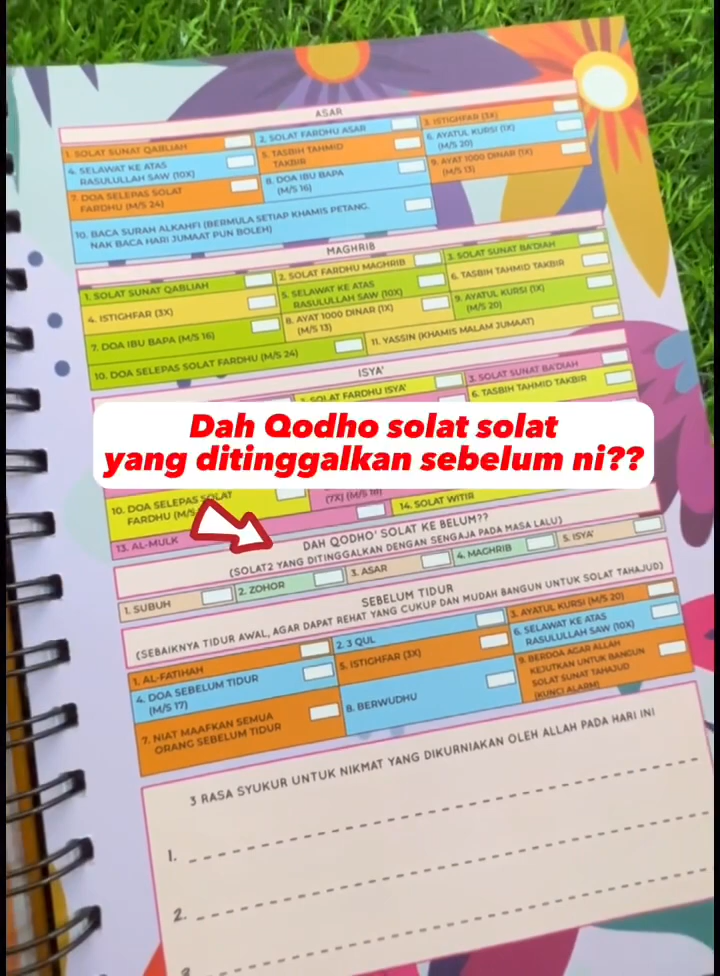 ASAR
1. SOLAT SUNAT QABLIAH
2. SOLAT FARDHU ASAR
3. ISTIGHFAR (3X)
4. SELAWAT KE ATAS
RASULULLAH SAW (10X)
5. TASBIH TAHMID
TAKBIR
6. AYATUL KURSI (1X)
(M/S 20)
7. DOA SELEPAS SOLAT
FARDHU (M/S 24)
8. DOA IBU BAPA
(M/S 16)
9. AYAT 1000 DINAR (1X)
(M/S 13)
10. BACA SURAH ALKAHFI (BERMULA SETIAP KHAMIS PETANG.
NAK BACA HARI JUMAAT PUN BOLEH)
MAGHRIB
1. SOLAT SUNAT QABLIAH
2. SOLAT FARDHU MAGHRIB
3. SOLAT SUNAT BA'DIAH
4. ISTIGHFAR (3X)
5. SELAWAT KE ATAS
RASULULLAH SAW (10X)
6. TASBIH TAHMID TAKBIR
7. DOA IBU BAPA (M/S 16)
8. AYAT 1000 DINAR (1X)
(M/S 13)
9. AYATUL KURSI (1X)
(M/S 20)
10. DOA SELEPAS SOLAT FARDHU (M/S 24)
11. YASSIN (KHAMIS MALAM JUMAAT)
ISYA'
SOLAT FARDHU ISYA'
3. SOLAT SUNAT BA'DIAH
6. TASBIH TAHMID TAKBIR
Dah Qodho solat solat
yang ditinggalkan sebelum ni??
10. DOA SELEPAS SOLAT
FARDHU (M/S
(7X) (M/S 18)
13. AL-MULK
14. SOLAT WITIR
DAH QODHO' SOLAT KE BELUM??
(SOLAT2 YANG DITINGGALKAN DENGAN SENGAJA PADA MASA LALU)
1. SUBUH
2. ZOHOR
3. ASAR
4. MAGHRIB
5. ISYA'
SEBELUM TIDUR
(SEBAIKNYA TIDUR AWAL, AGAR DAPAT REHAT YANG CUKUP DAN MUDAH BANGUN UNTUK SOLAT TAHAJUD)
1. AL-FATIHAH
2. 3 QUL
3. AYATUL KURSI (M/S 20)
4. DOA SEBELUM TIDUR
(M/S 17)
5. ISTIGHFAR (3X)
6. SELAWAT KE ATAS
RASULULLAH SAW (10X)
7. NIAT MAAFKAN SEMUA
ORANG SEBELUM TIDUR
8. BERWUDHU
9. BERDOA AGAR ALLAH
KEJUTKAN UNTUK BANGUN
SOLAT SUNAT TAHAJUD
(KUNCI ALARM)
3 RASA SYUKUR UNTUK NIKMAT YANG DIKURNIAKAN OLEH ALLAH PADA HARI INI
1.
2.
3